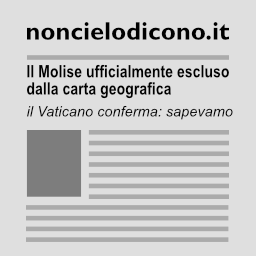 noncielodicono.it
Il Molise ufficialmente escluso
dalla carta geografica
il Vaticano conferma: sapevamo